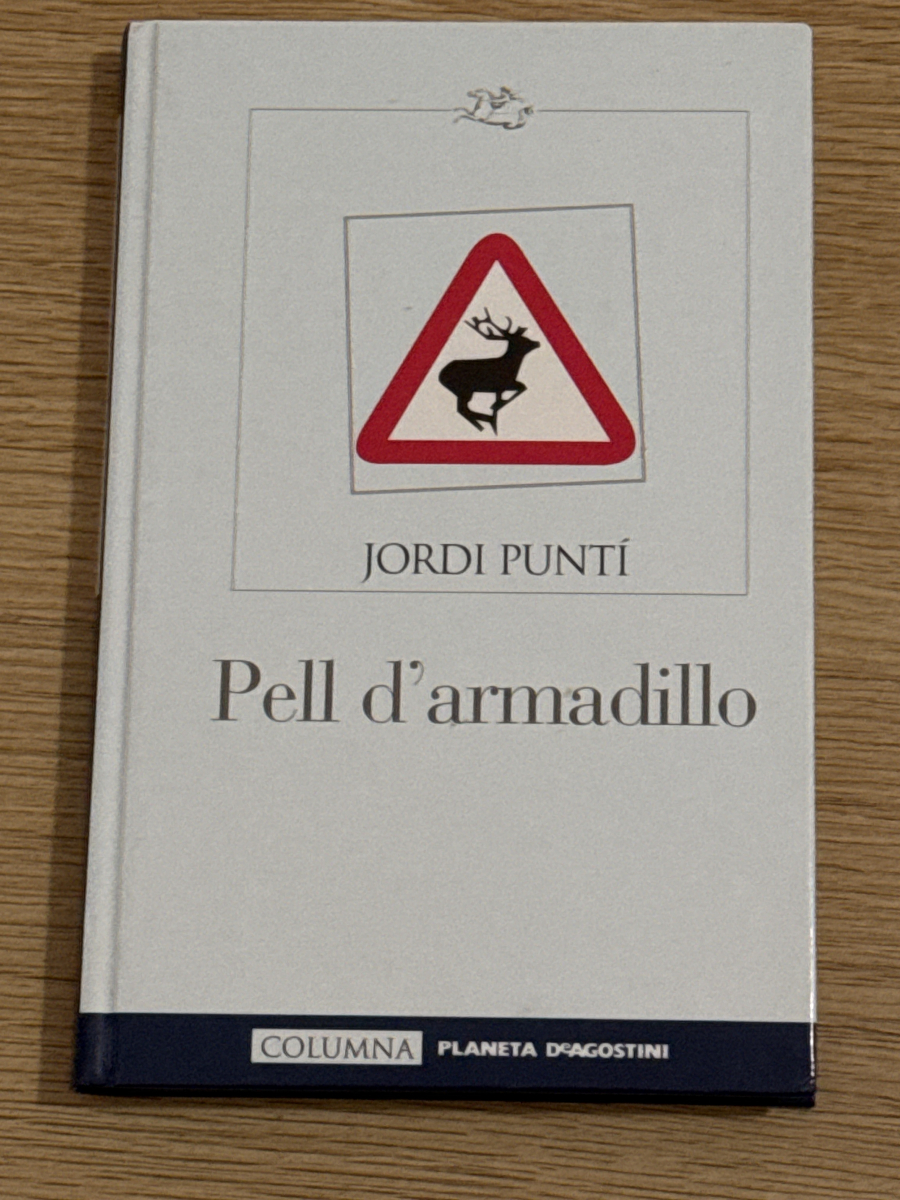 JORDI PUNTÍ
Pell d'armadillo
COLUMNA PLANETA DeAGOSTINI